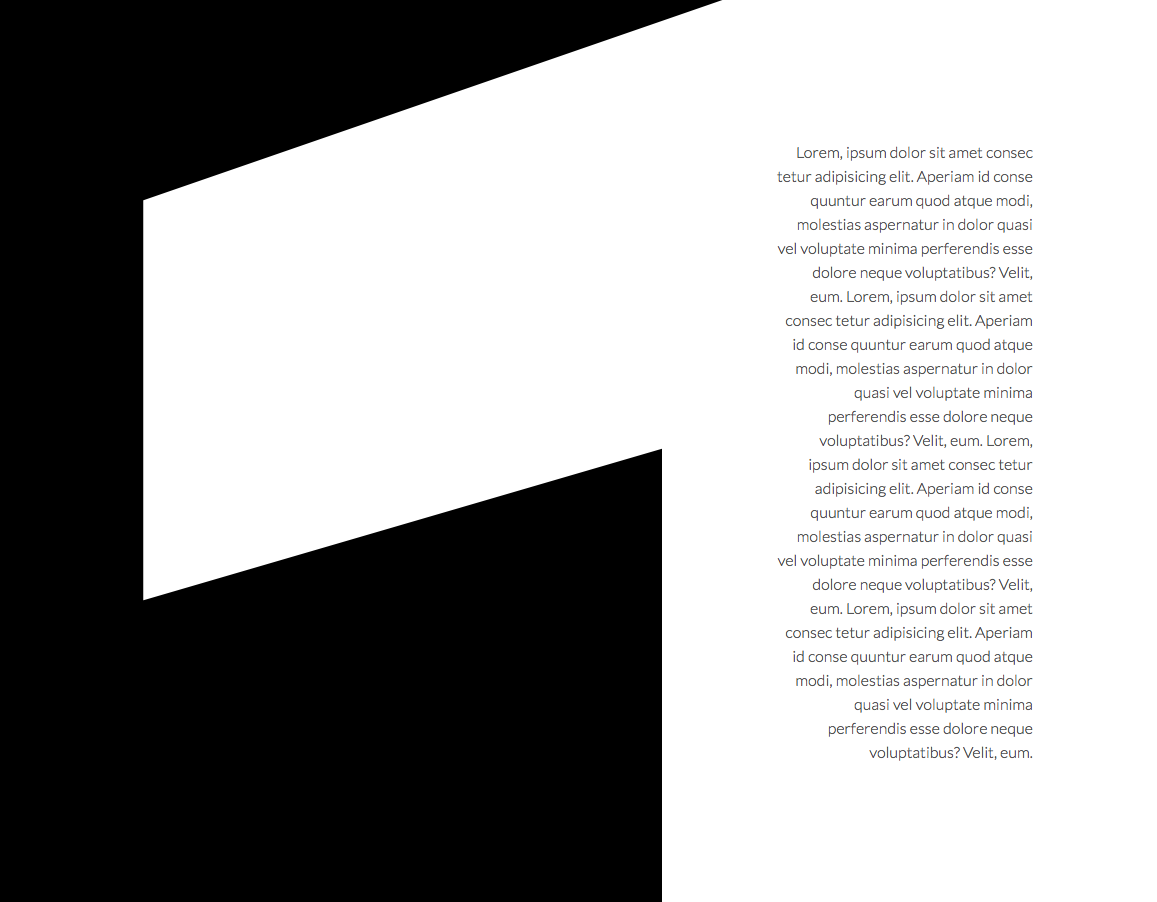 Lorem, ipsum dolor sit amet consec
tetur adipisicing elit. Aperiam id conse
quuntur earum quod atque modi,
molestias aspernatur in dolor quasi
vel voluptate minima perferendis esse
dolore neque voluptatibus? Velit,
eum. Lorem, ipsum dolor sit amet
consec tetur adipisicing elit. Aperiam
id conse quuntur earum quod atque
modi, molestias aspernatur in dolor
quasi vel voluptate minima
perferendis esse dolore neque
voluptatibus? Velit, eum. Lorem,
ipsum dolor sit amet consec tetur
adipisicing elit. Aperiam id conse
quuntur earum quod atque modi,
molestias aspernatur in dolor quasi
vel voluptate minima perferendis esse
dolore neque voluptatibus? Velit,
eum. Lorem, ipsum dolor sit amet
consec tetur adipisicing elit. Aperiam
id conse quuntur earum quod atque
modi, molestias aspernatur in dolor
quasi vel voluptate minima
perferendis esse dolore neque
voluptatibus? Velit, eum.